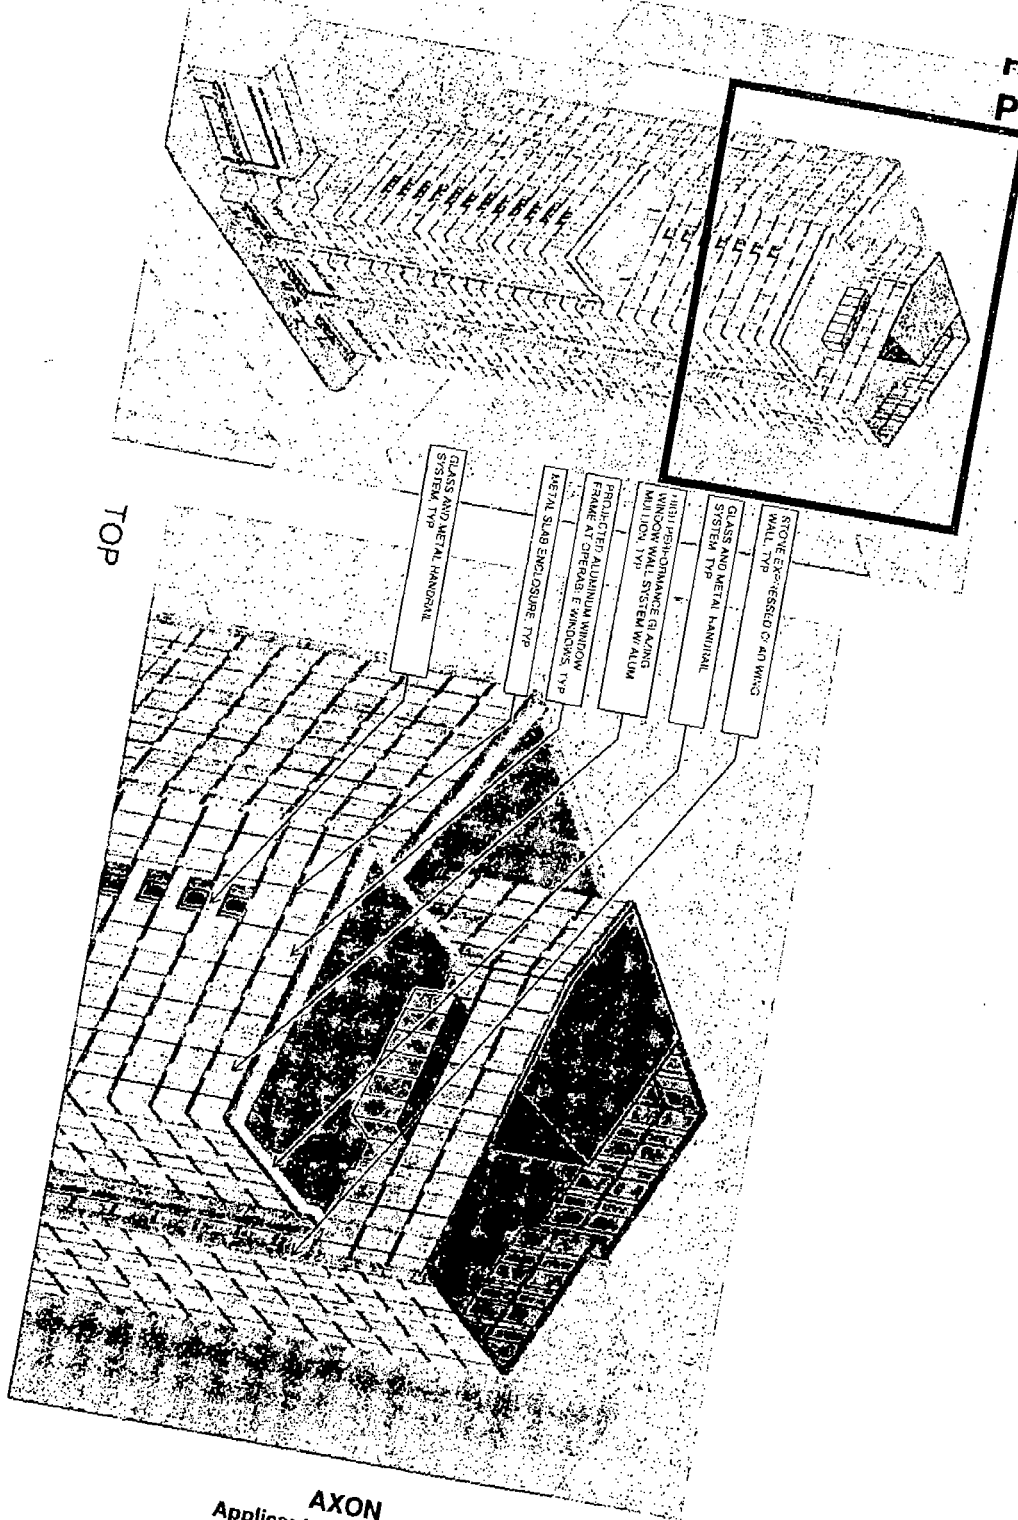 P
STONE EXPRESSED QUAD WING
WALL, TYP
GLASS AND METAL HANDRAIL
SYSTEM, TYP
HIGH PERFORMANCE GLAZING
WINDOW WALL SYSTEM W/ ALUM
MULLION, TYP
PROJECTED ALUMINUM WINDOW
FRAME AT OPERABLE WINDOWS, TYP
METAL SLAB ENCLOSURE, TYP
GLASS AND METAL HANDRAIL
SYSTEM, TYP
TOP
AXON